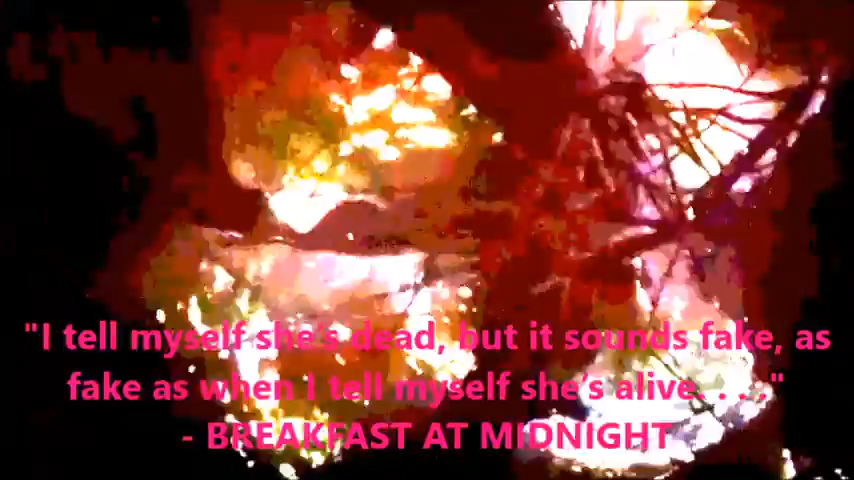 "I tell myself she's dead, but it sounds fake, as
fake as when I tell myself she's alive. . . ."
- BREAKFAST AT MIDNIGHT